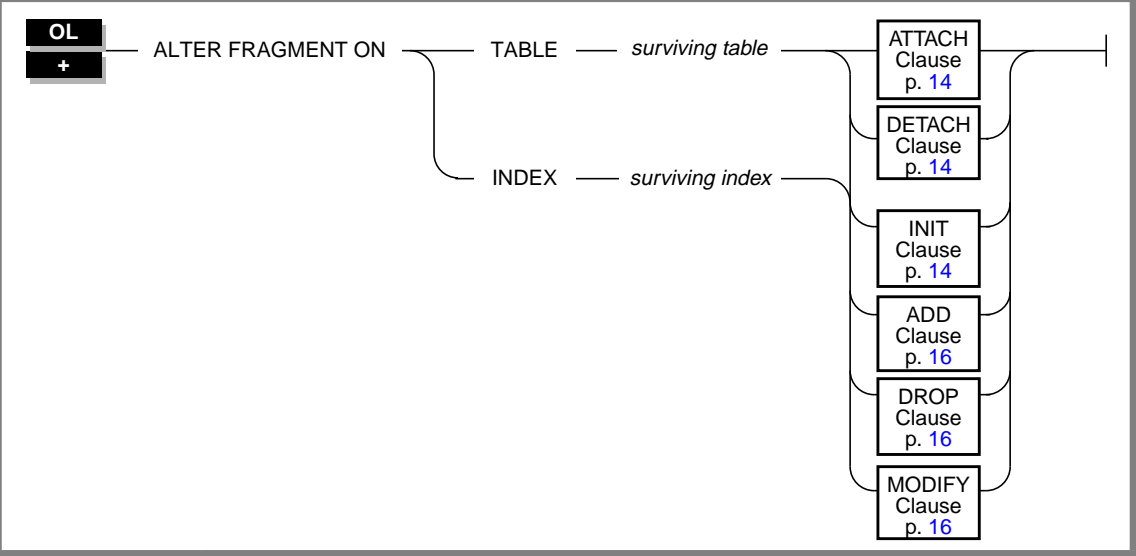 OL
+
ALTER FRAGMENT ON
TABLE
surviving table
ATTACH
Clause
p. 14
DETACH
Clause
p. 14
INDEX
surviving index
INIT
Clause
p. 14
ADD
Clause
p. 16
DROP
Clause
p. 16
MODIFY
Clause
p. 16